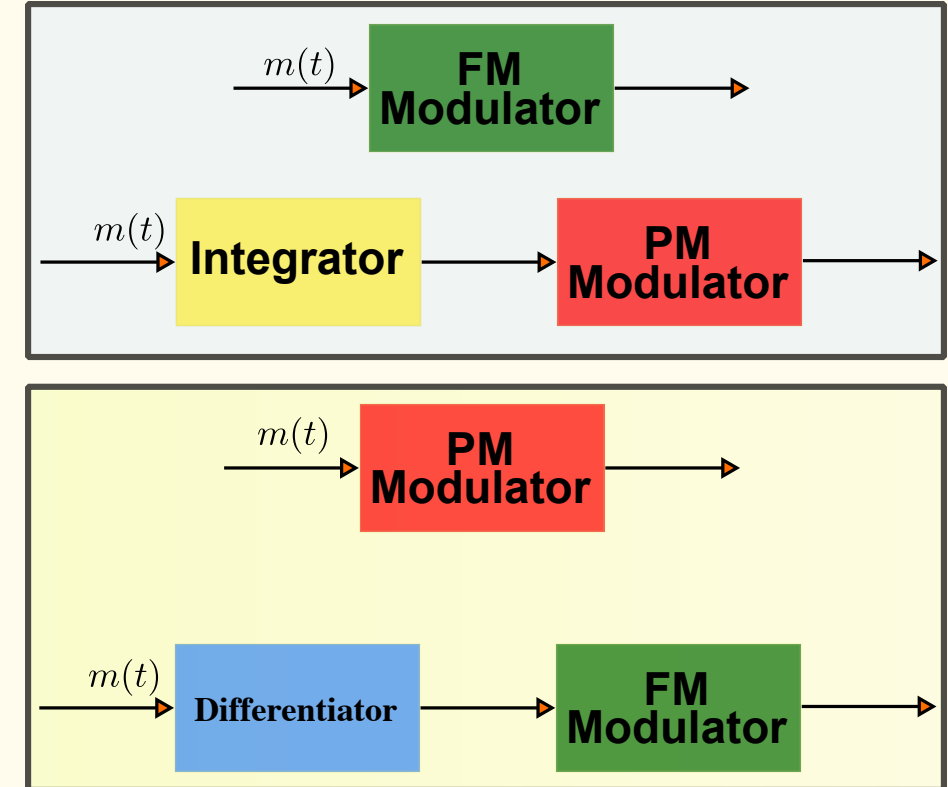 m(t)
FM
Modulator
m(t)
Integrator
PM
Modulator
m(t)
PM
Modulator
m(t)
Differentiator
FM
Modulator